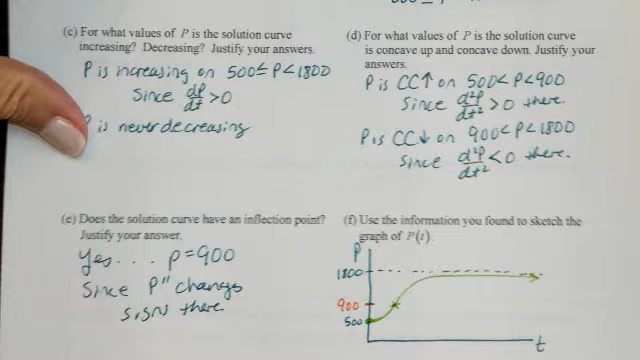 (c) For what values of P is the solution curve
increasing? Decreasing? Justify your answers.
P is increasing on 500 ≤ P < 1800
Since dP/dt > 0
is never decreasing
(d) For what values of P is the solution curve
is concave up and concave down. Justify your
answers.
P is CC↑ on 500 < P < 900
Since d²P/dt² > 0 there.
P is CC↓ on 900 < P < 1800
Since d²P/dt² < 0 there.
(e) Does the solution curve have an inflection point?
Justify your answer.
Yes... P = 900
Since P" changes
signs there
(f) Use the information you found to sketch the
graph of P(t).
P
1800
900
500
t